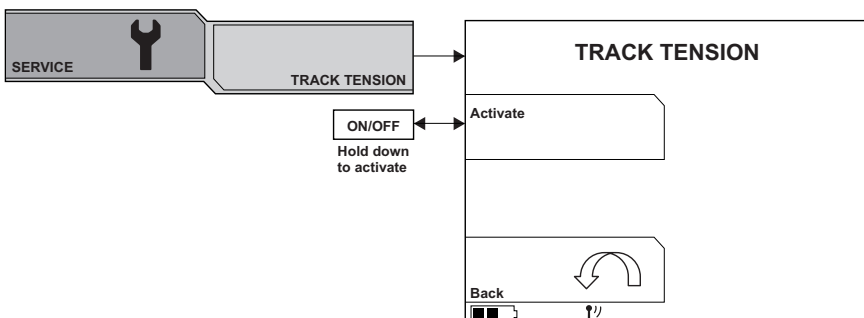 SERVICE
TRACK TENSION
TRACK TENSION
Activate
ON/OFF
Hold down
to activate
Back